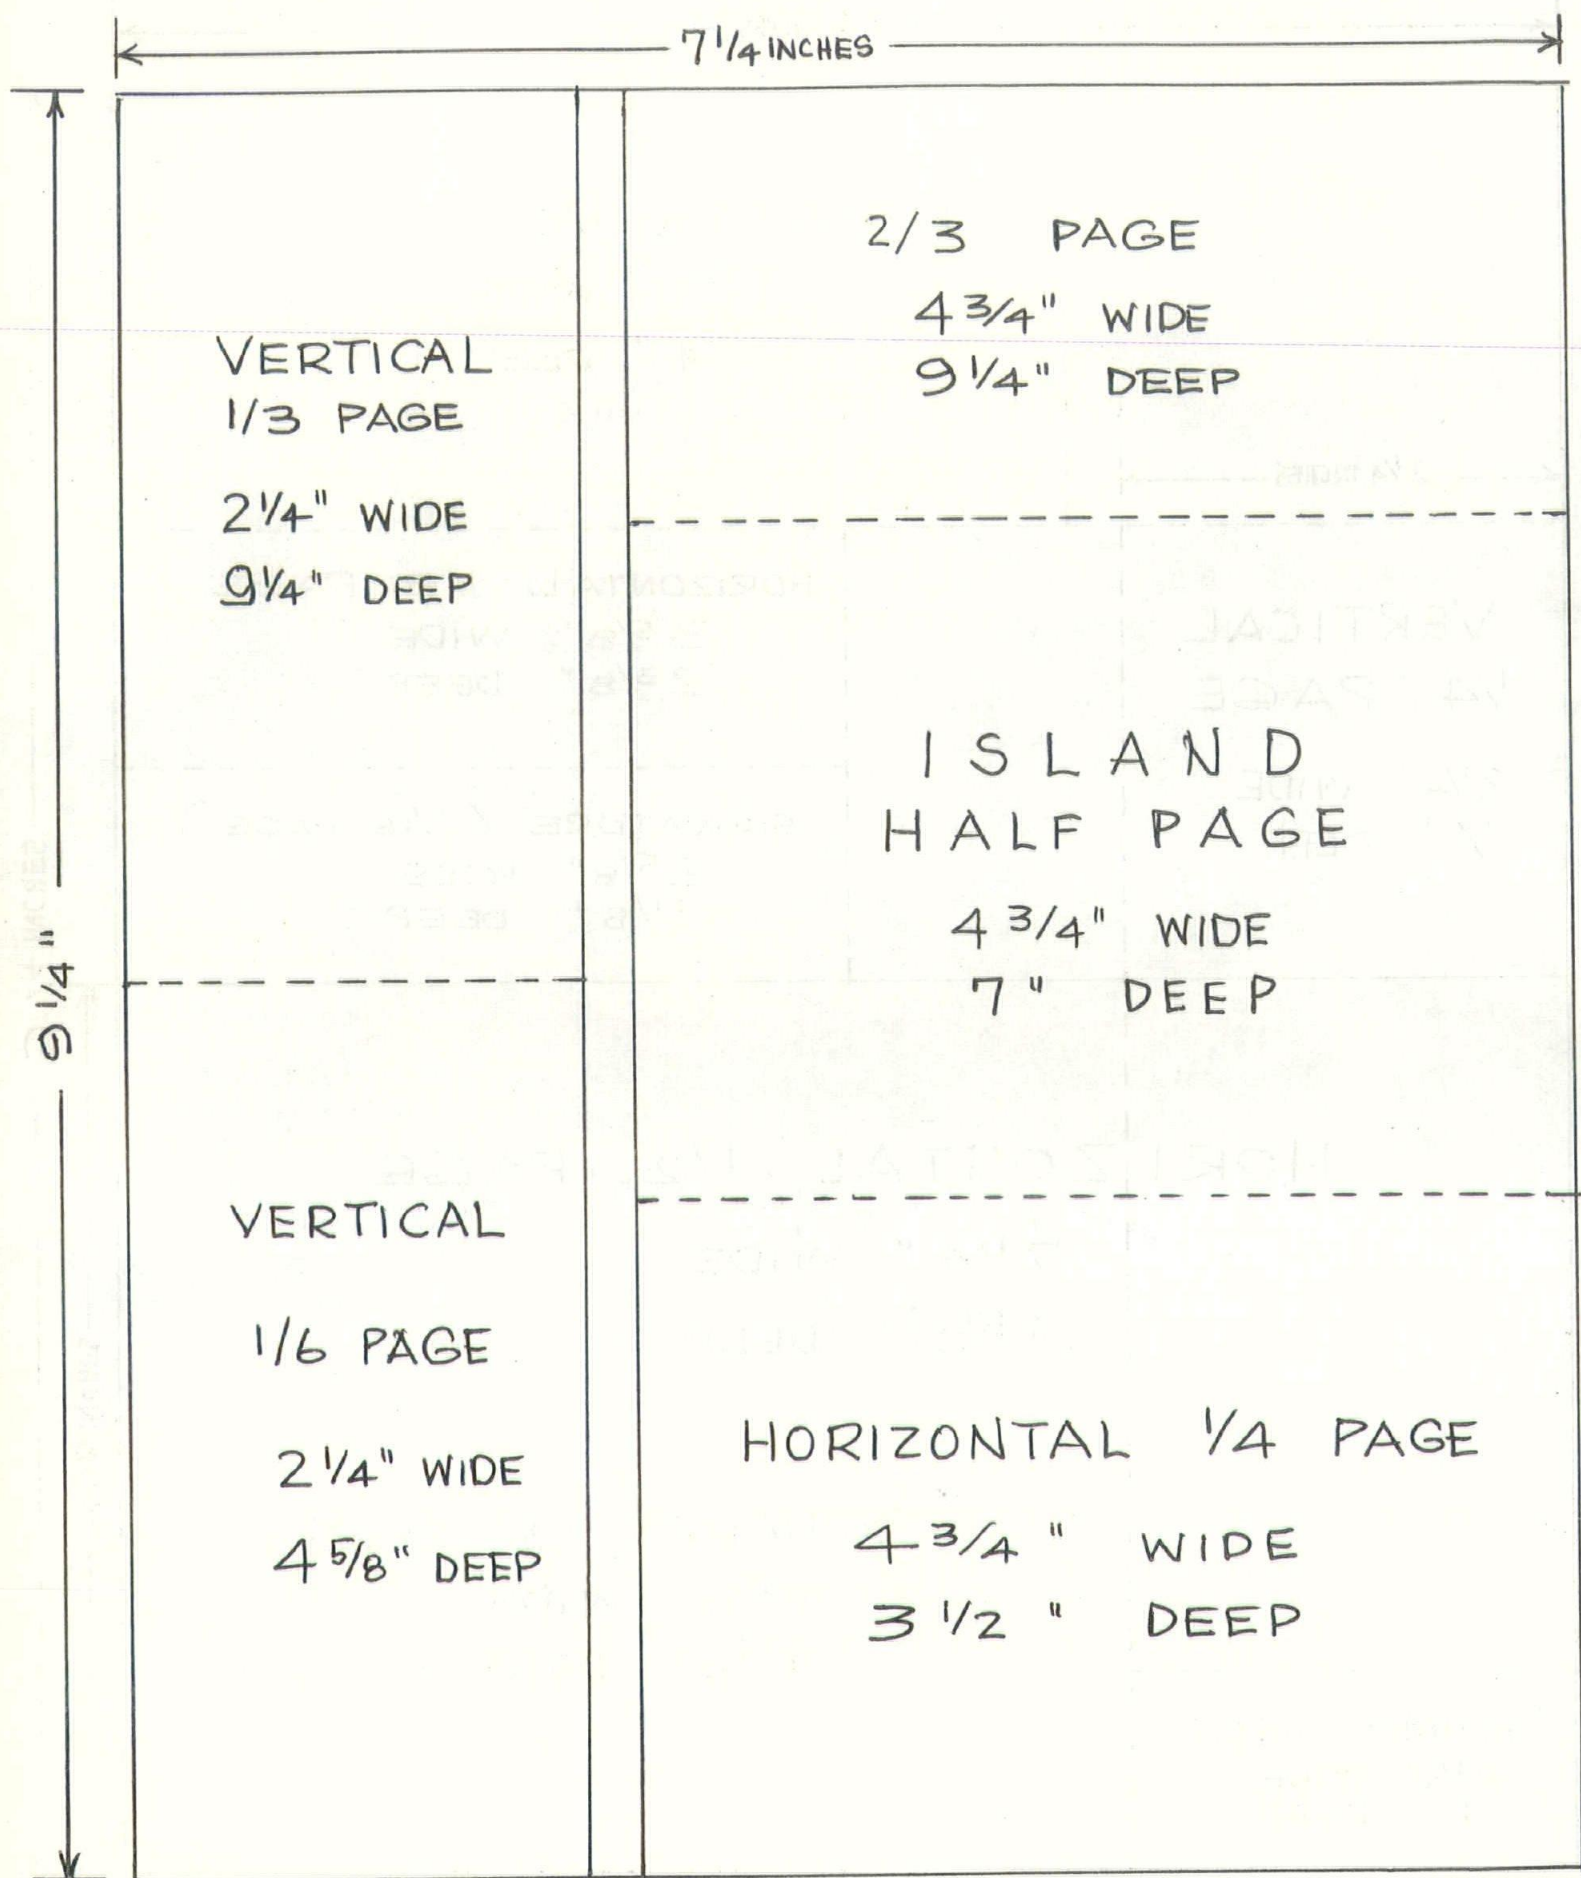 7 1/4 INCHES
9 1/4"
VERTICAL
1/3 PAGE
2 1/4" WIDE
9 1/4" DEEP
VERTICAL
1/6 PAGE
2 1/4" WIDE
4 5/8" DEEP
2/3 PAGE
4 3/4" WIDE
9 1/4" DEEP
ISLAND
HALF PAGE
4 3/4" WIDE
7" DEEP
HORIZONTAL 1/4 PAGE
4 3/4" WIDE
3 1/2" DEEP